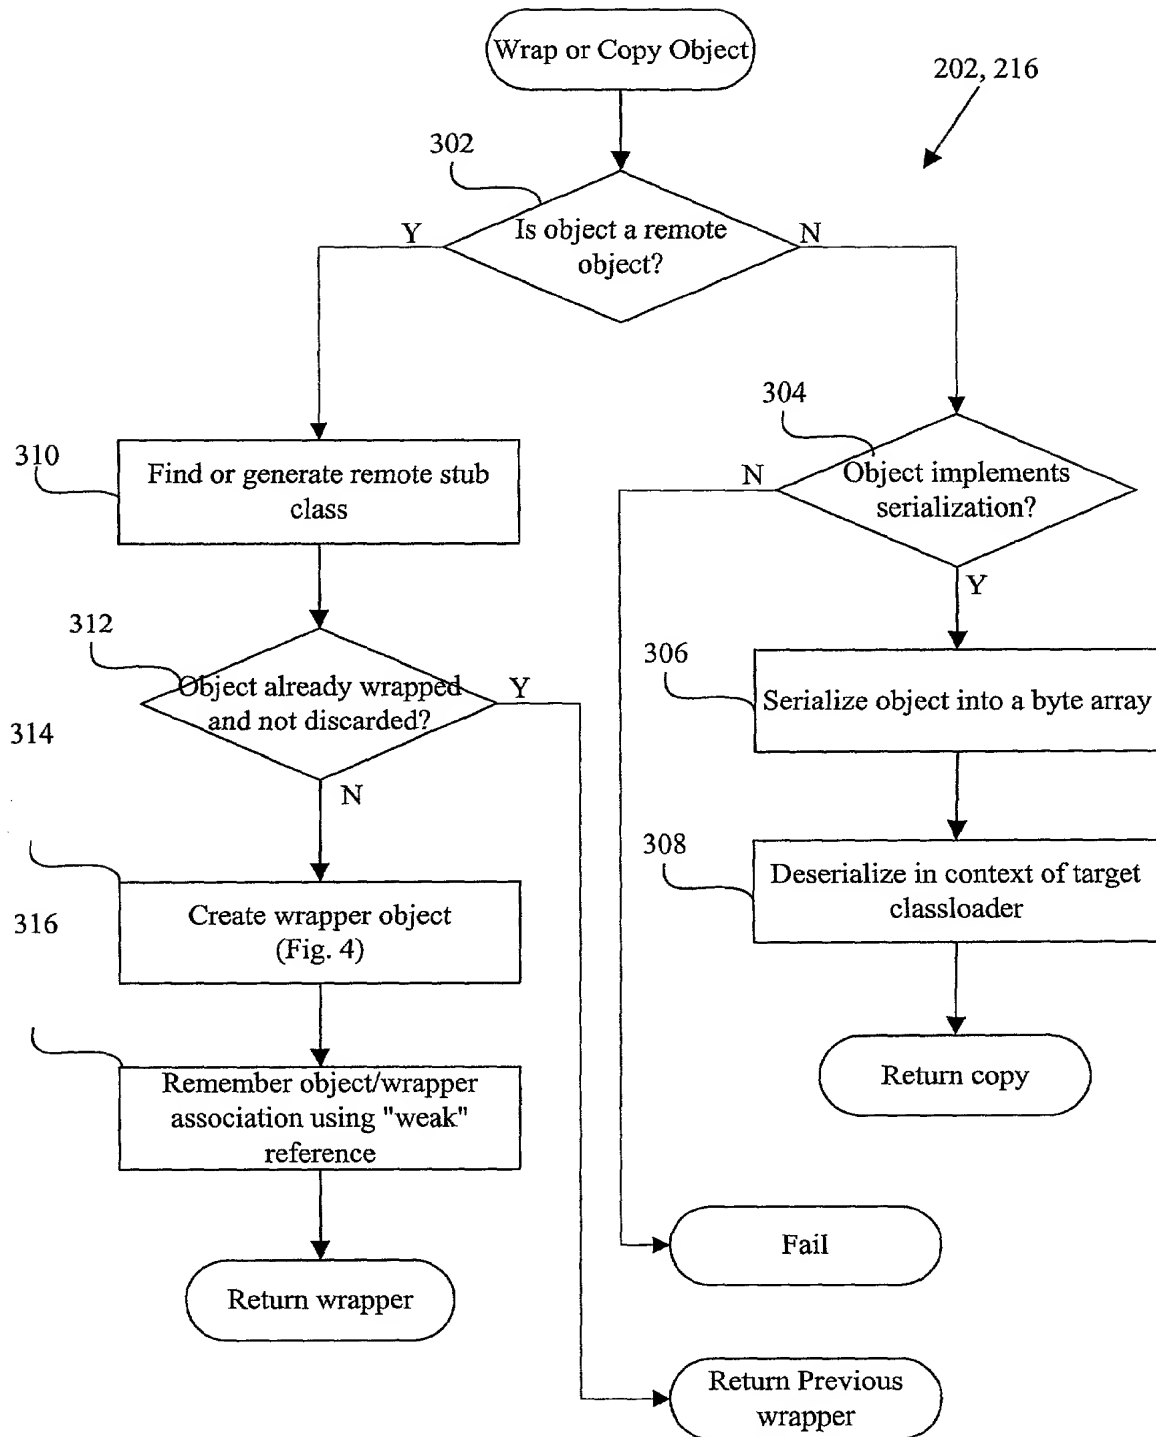 Wrap or Copy Object
202, 216
302
Is object a remote
object?
Y
N
304
Object implements
serialization?
N
Y
310
Find or generate remote stub
class
312
Object already wrapped
and not discarded?
Y
N
306
Serialize object into a byte array
314
308
Deserialize in context of target
classloader
Create wrapper object
(Fig. 4)
316
Return copy
Remember object/wrapper
association using "weak"
reference
Fail
Return wrapper
Return Previous
wrapper